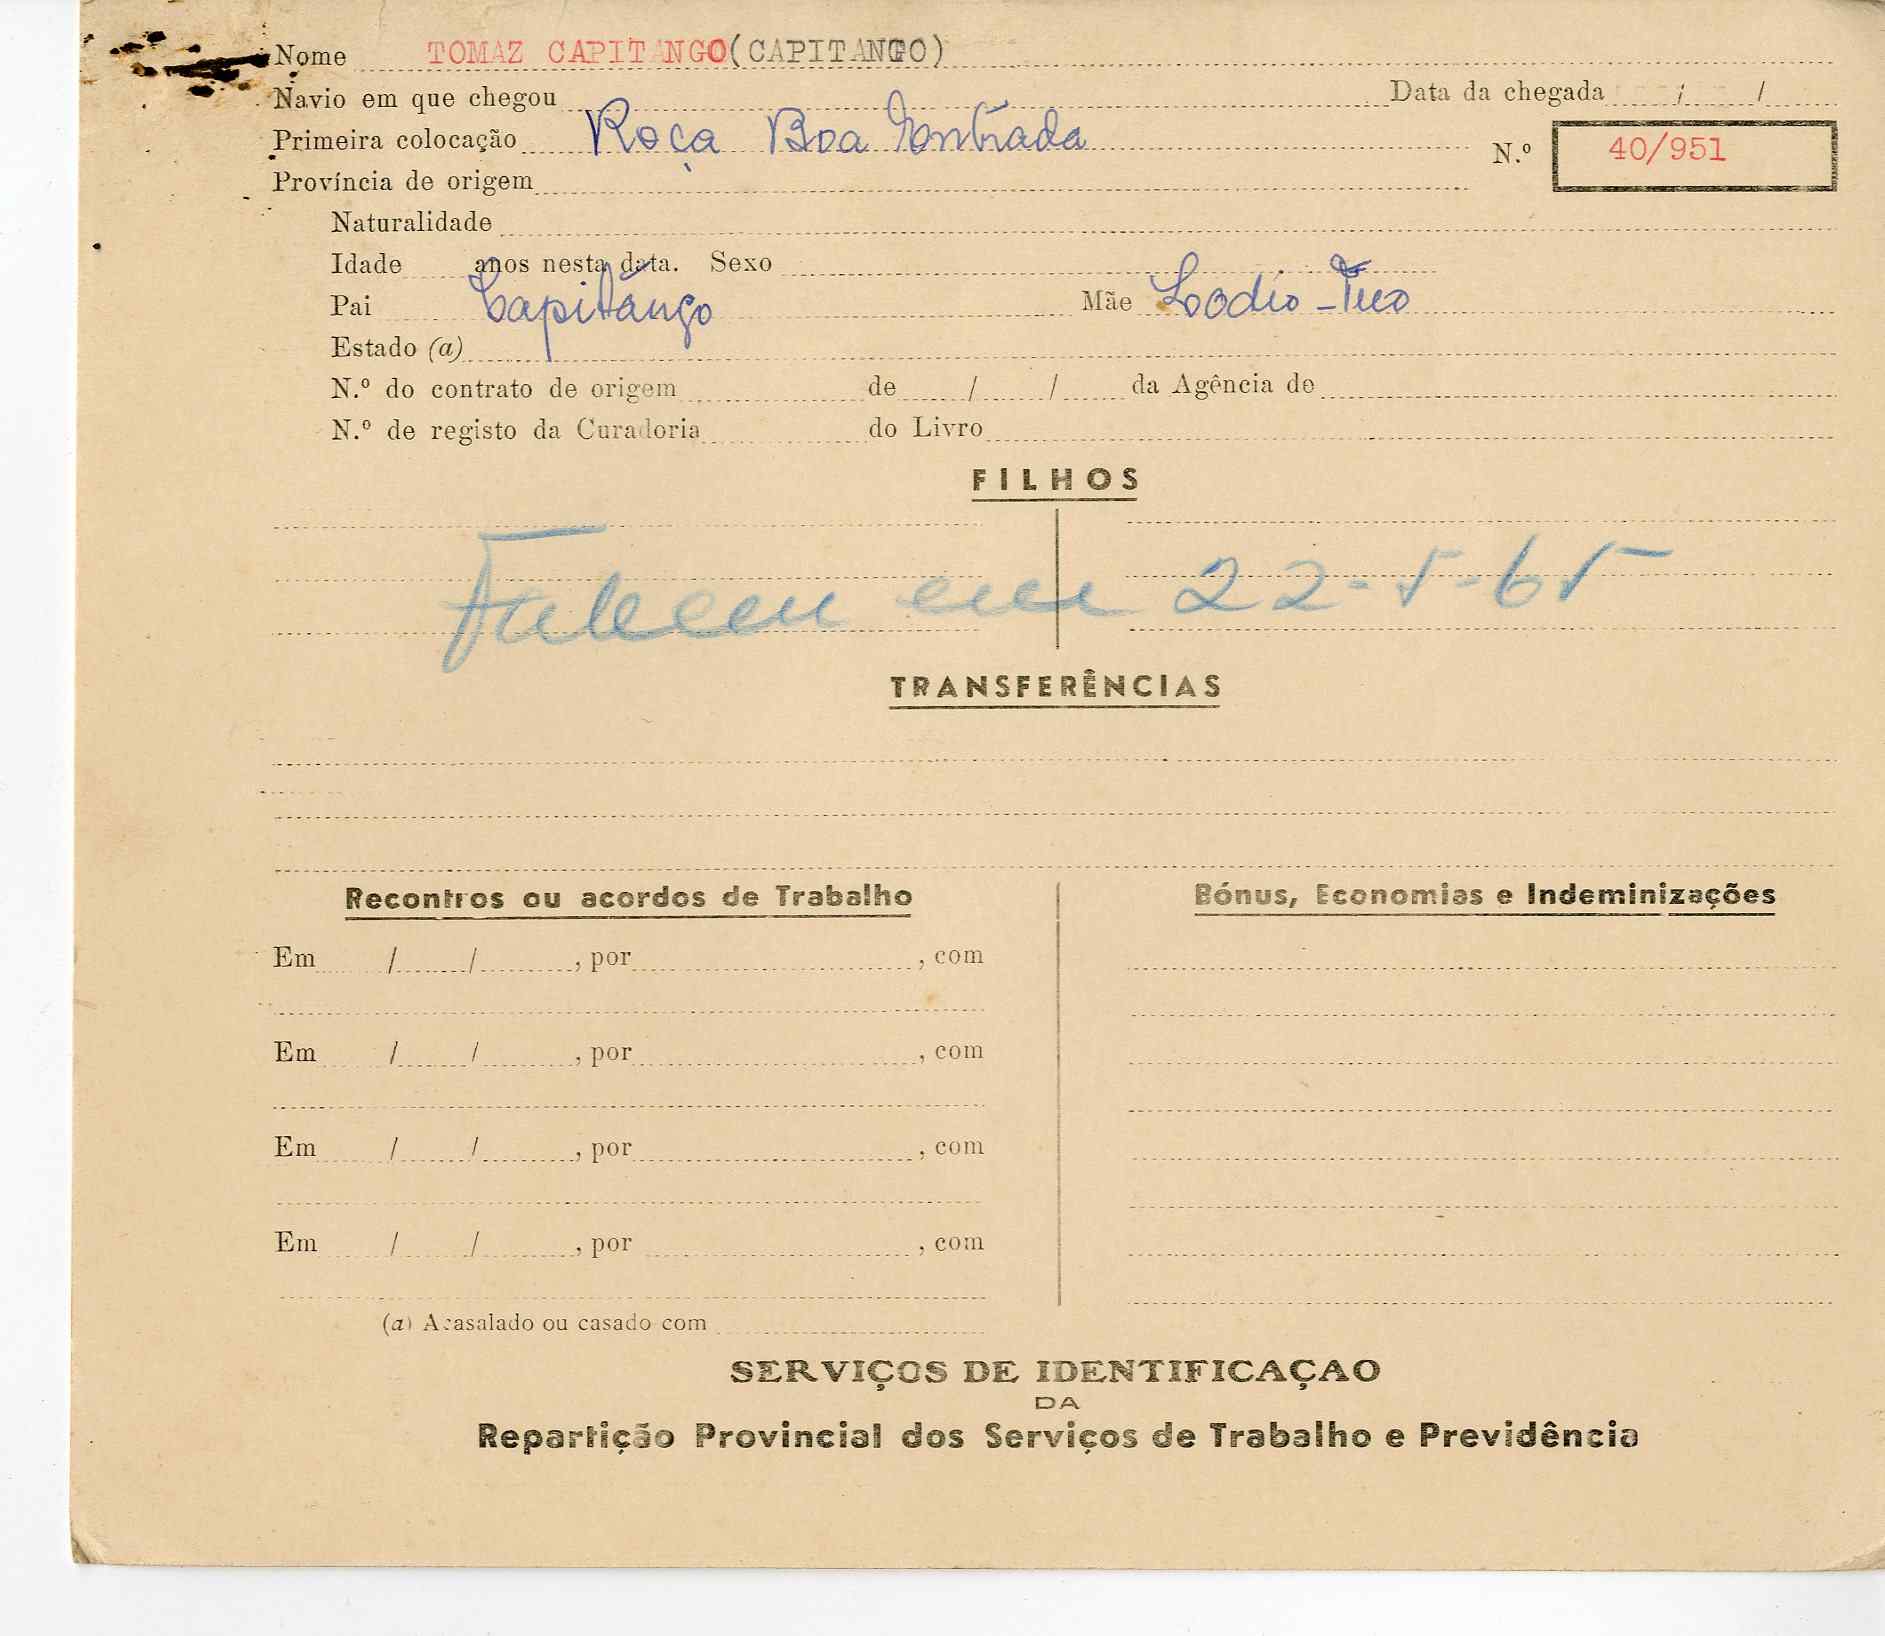 Nome TOMAZ CAPITANGO(CAPITANGO)
Navio em que chegou Data da chegada / /
Primeira colocação Roça Boa Entrada N.º 40/951
Província de origem
Naturalidade
Idade anos nesta data. Sexo
Pai Capitango Mãe
Estado (a)
N.º do contrato de origem de / / da Agência de
N.º de registo da Curadoria do Livro
FILHOS
Faleceu em 22-5-65
TRANSFERÊNCIAS
Recontros ou acordos de Trabalho Bónus, Economias e Indeminizações
Em / / , por , com
Em / / , por , com
Em / / , por , com
Em / / , por , com
(a) Acasalado ou casado com
SERVIÇOS DE IDENTIFICAÇAO
DA
Repartição Provincial dos Serviços de Trabalho e Previdência